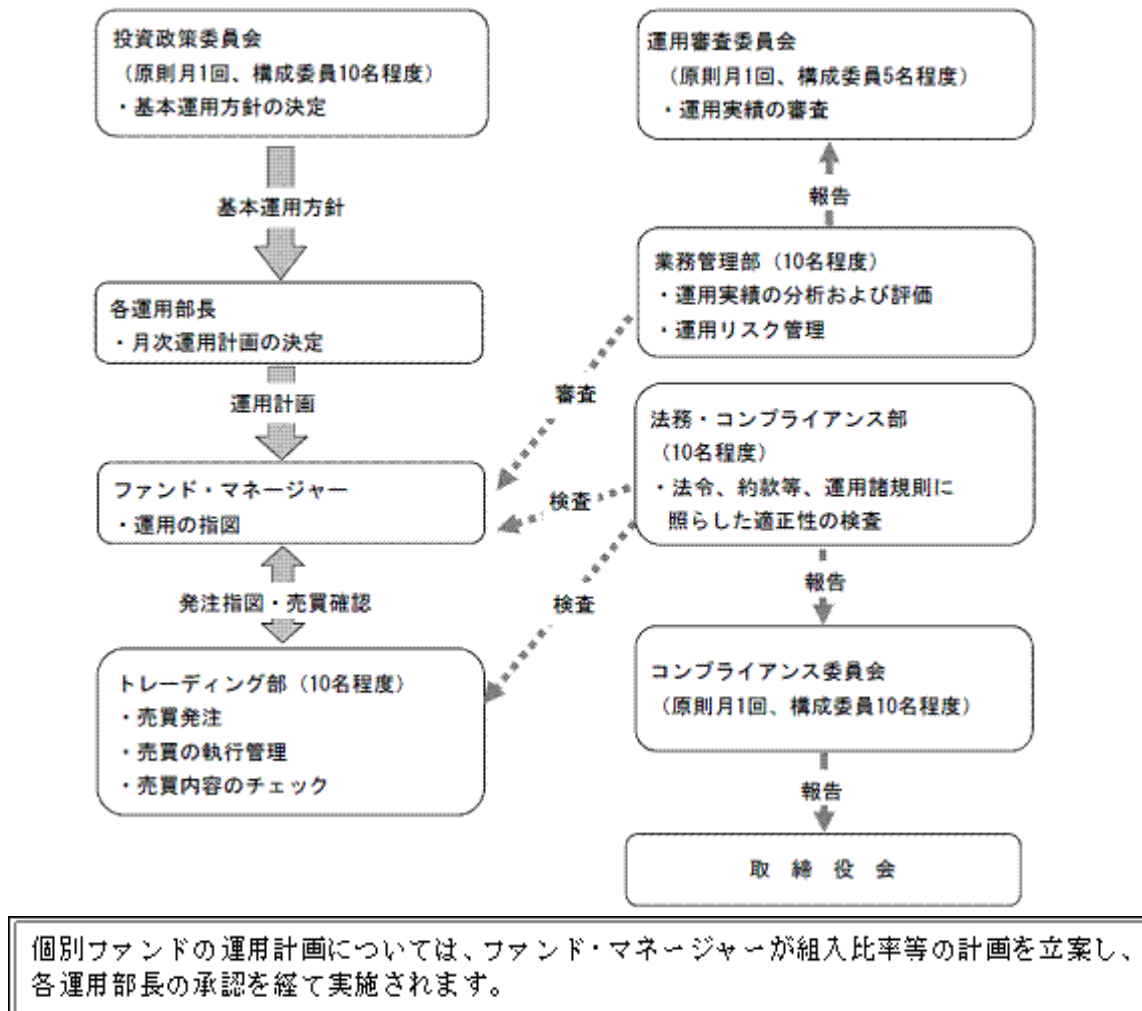 投資政策委員会
（原則月1回、構成委員10名程度）
・基本運用方針の決定
基本運用方針
各運用部長
・月次運用計画の決定
運用計画
ファンド・マネージャー
・運用の指図
発注指図・売買確認
トレーディング部（10名程度）
・売買発注
・売買の執行管理
・売買内容のチェック
運用審査委員会
（原則月1回、構成委員5名程度）
・運用実績の審査
報告
業務管理部（10名程度）
・運用実績の分析および評価
・運用リスク管理
審査
法務・コンプライアンス部
（10名程度）
・法令、約款等、運用諸規則に
照らした適正性の検査
検査
検査
報告
コンプライアンス委員会
（原則月1回、構成委員10名程度）
報告
取締役会
個別ファンドの運用計画については、ファンド・マネージャーが組入比率等の計画を立案し、
各運用部長の承認を経て実施されます。